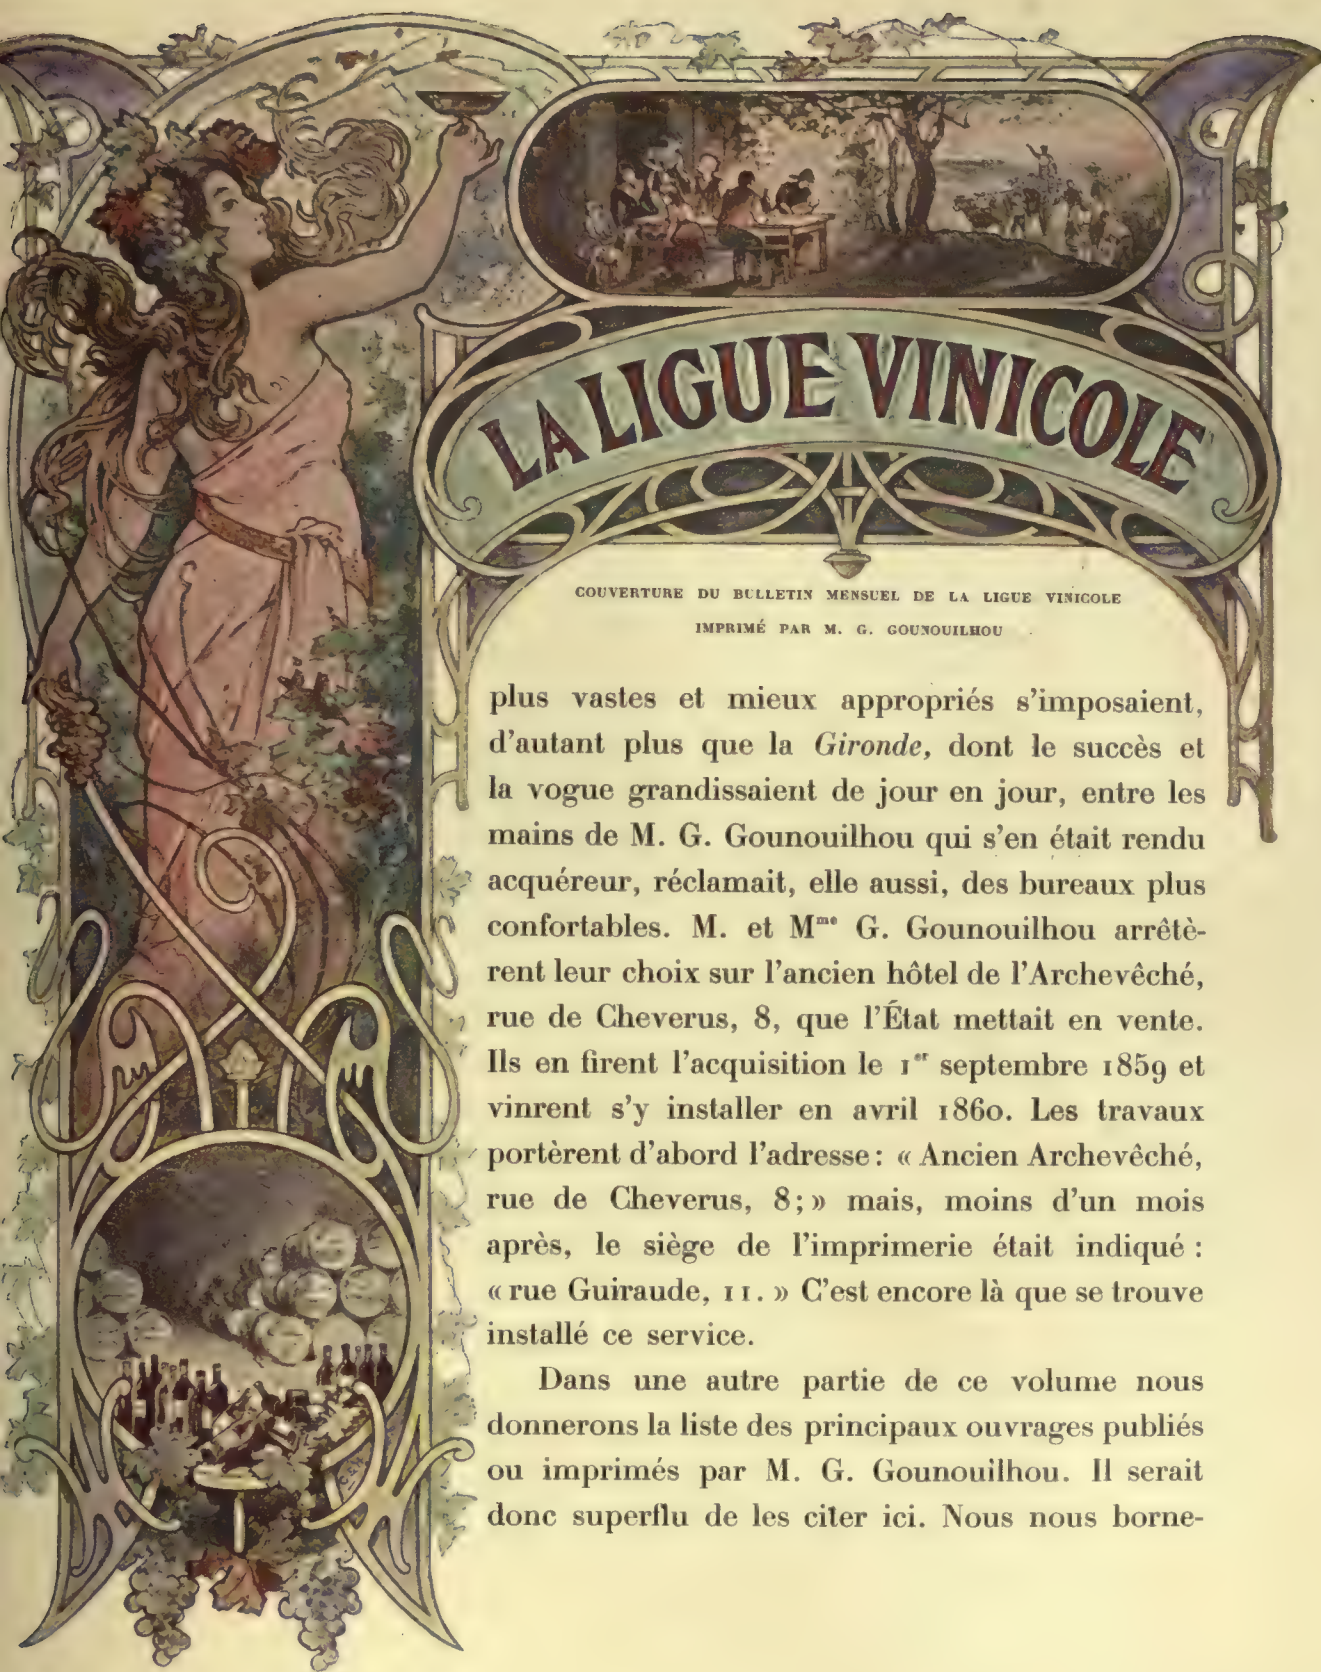 LA LIGUE VINICOLE
COUVERTURE DU BULLETIN MENSUEL DE LA LIGUE VINICOLE
IMPRIMÉ PAR M. G. GOUNOUILHOU
plus vastes et mieux appropriés s'imposaient,
d'autant plus que la Gironde, dont le succès et
la vogue grandissaient de jour en jour, entre les
mains de M. G. Gounouilhou qui s'en était rendu
acquéreur, réclamait, elle aussi, des bureaux plus
confortables. M. et Mᵐᵉ G. Gounouilhou arrêtè-
rent leur choix sur l'ancien hôtel de l'Archevêché,
rue de Cheverus, 8, que l'État mettait en vente.
Ils en firent l'acquisition le 1ᵉʳ septembre 1859 et
vinrent s'y installer en avril 1860. Les travaux
portèrent d'abord l'adresse : « Ancien Archevêché,
rue de Cheverus, 8; » mais, moins d'un mois
après, le siège de l'imprimerie était indiqué :
« rue Guiraude, 11. » C'est encore là que se trouve
installé ce service.
Dans une autre partie de ce volume nous
donnerons la liste des principaux ouvrages publiés
ou imprimés par M. G. Gounouilhou. Il serait
donc superflu de les citer ici. Nous nous borne-